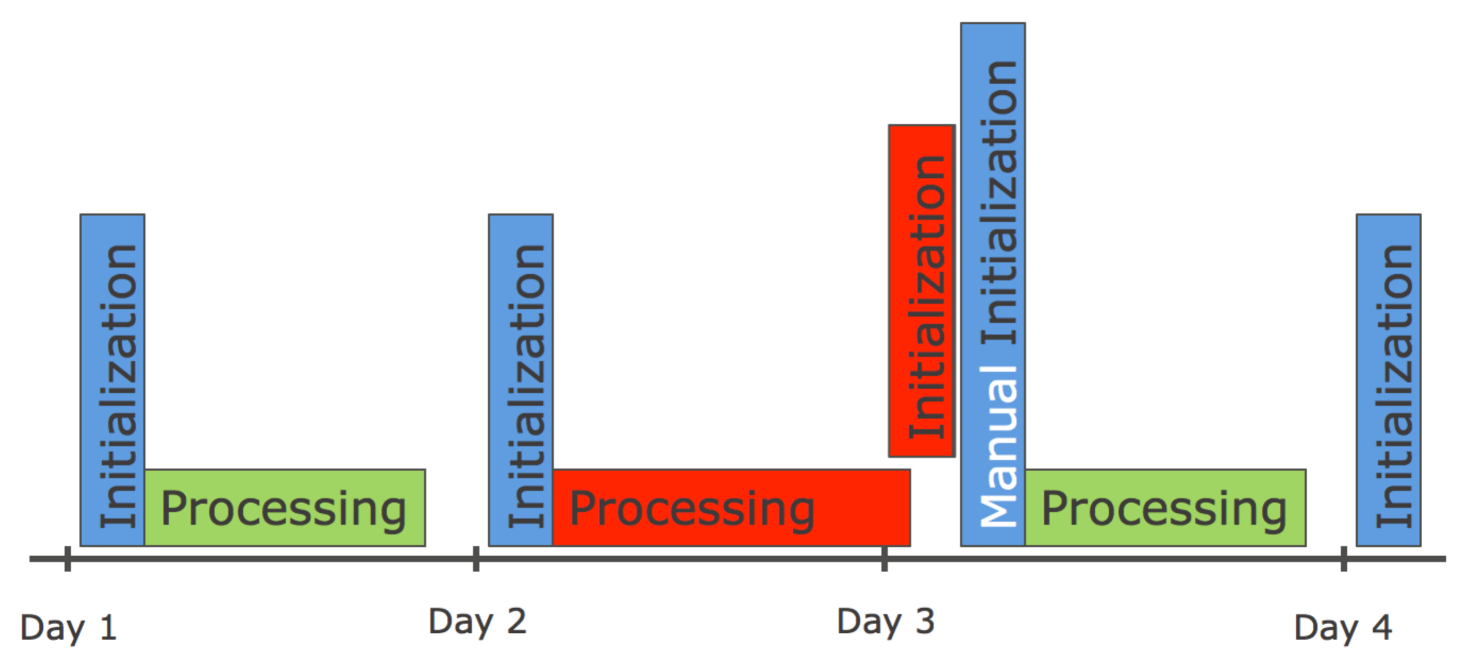 Initialization
Processing
Initialization
Processing
Initialization
Manual Initialization
Processing
Initialization
Day 1
Day 2
Day 3
Day 4